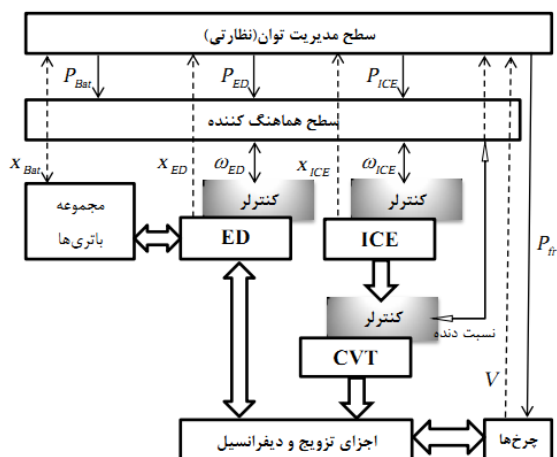 سطح مدیریت توان(نظارتی)
P_Bat
P_ED
P_ICE
سطح هماهنگ کننده
x_Bat
x_ED
ω_ED
x_ICE
ω_ICE
کنترلر
کنترلر
مجموعه
باتری‌ها
ED
ICE
P_fr
کنترلر
نسبت دنده
CVT
V
اجزای تزویج و دیفرانسیل
چرخ‌ها